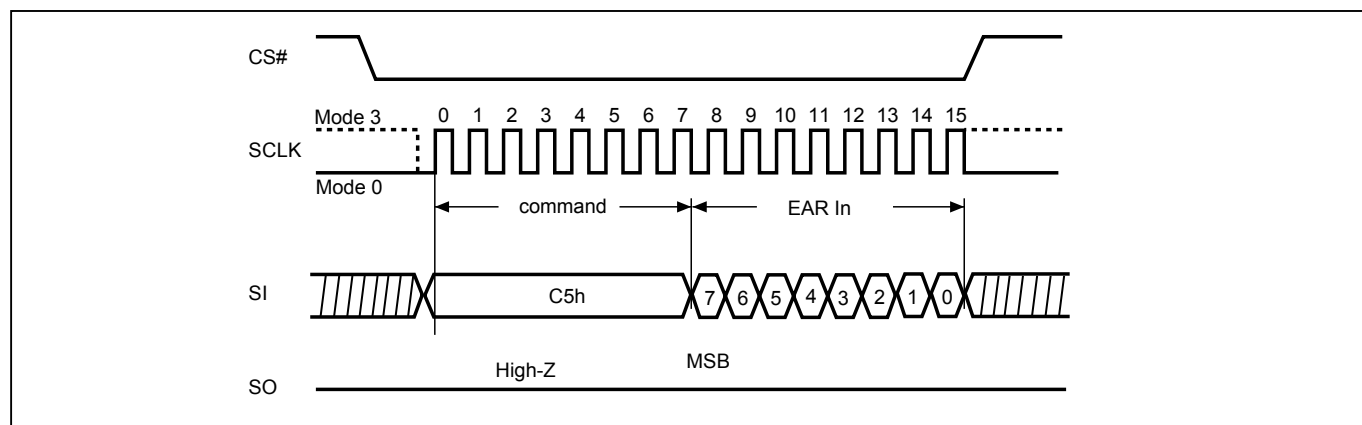 CS#
Mode 3 0 1 2 3 4 5 6 7 8 9 10 11 12 13 14 15
SCLK
Mode 0
command EAR In
SI C5h 7 6 5 4 3 2 1 0
High-Z MSB
SO